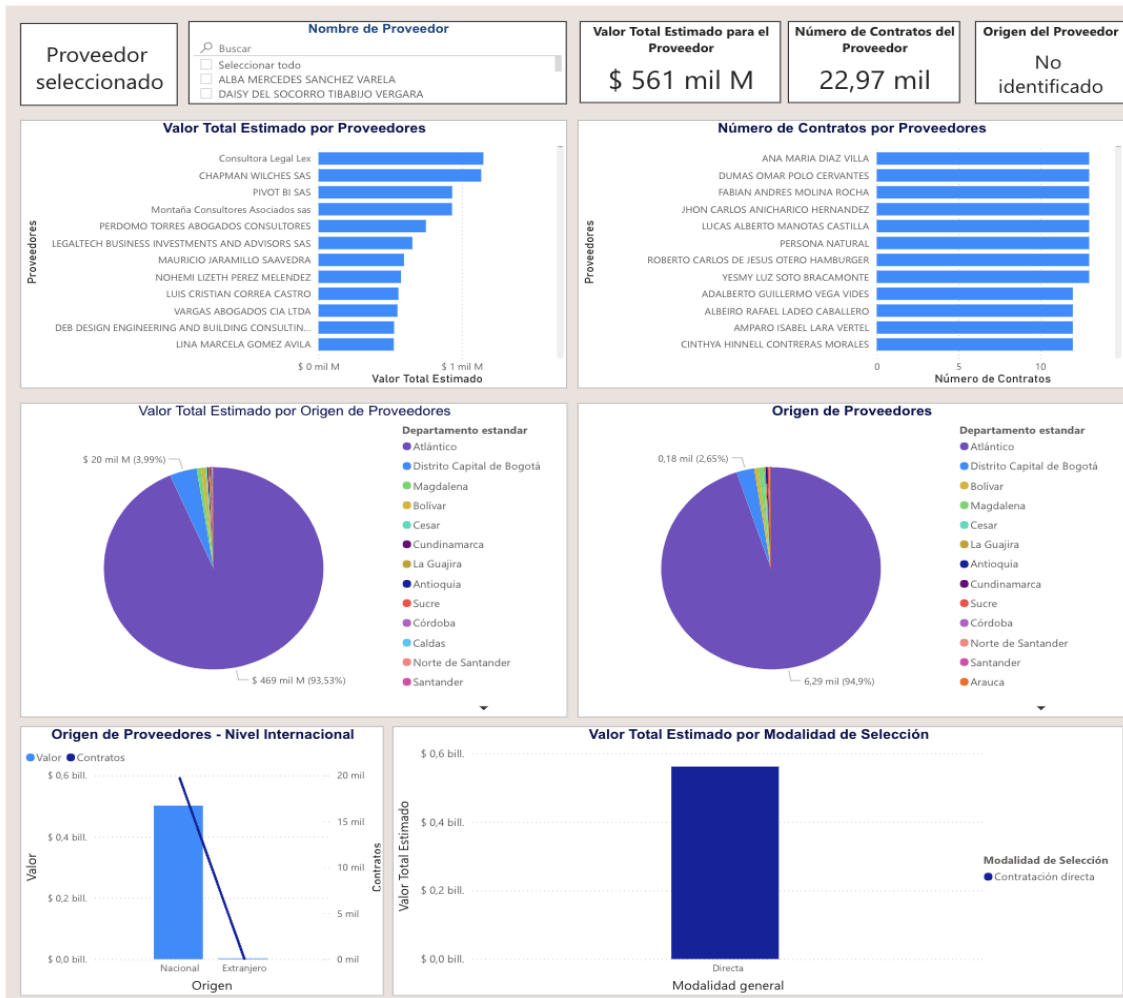 Proveedor
seleccionado
Nombre de Proveedor
Buscar
Seleccionar todo
ALBA MERCEDES SANCHEZ VARELA
DAISY DEL SOCORRO TIBABIJO VERGARA
Valor Total Estimado para el
Proveedor
$ 561 mil M
Número de Contratos del
Proveedor
22,97 mil
Origen del Proveedor
No
identificado
Valor Total Estimado por Proveedores
Proveedores
Consultora Legal Lex
CHAPMAN WILCHES SAS
PIVOT BI SAS
Montaña Consultores Asociados sas
PERDOMO TORRES ABOGADOS CONSULTORES
LEGALTECH BUSINESS INVESTMENTS AND ADVISORS SAS
MAURICIO JARAMILLO SAAVEDRA
NOHEMI LIZETH PEREZ MELENDEZ
LUIS CRISTIAN CORREA CASTRO
VARGAS ABOGADOS CIA LTDA
DEB DESIGN ENGINEERING AND BUILDING CONSULTIN...
LINA MARCELA GOMEZ AVILA
$ 0 mil M $ 1 mil M
Valor Total Estimado
Número de Contratos por Proveedores
Proveedores
ANA MARIA DIAZ VILLA
DUMAS OMAR POLO CERVANTES
FABIAN ANDRES MOLINA ROCHA
JHON CARLOS ANICHARICO HERNANDEZ
LUCAS ALBERTO MANOTAS CASTILLA
PERSONA NATURAL
ROBERTO CARLOS DE JESUS OTERO HAMBURGER
YESMY LUZ SOTO BRACAMONTE
ADALBERTO GUILLERMO VEGA VIDES
ALBEIRO RAFAEL LADEO CABALLERO
AMPARO ISABEL LARA VERTEL
CINTHYA HINNELL CONTRERAS MORALES
0 5 10
Número de Contratos
Valor Total Estimado por Origen de Proveedores
$ 20 mil M (3,99%)
$ 469 mil M (93,53%)
Departamento estandar
Atlántico
Distrito Capital de Bogotá
Magdalena
Bolívar
Cesar
Cundinamarca
La Guajira
Antioquia
Sucre
Córdoba
Caldas
Norte de Santander
Santander
Origen de Proveedores
0,18 mil (2,65%)
6,29 mil (94,9%)
Departamento estandar
Atlántico
Distrito Capital de Bogotá
Bolívar
Magdalena
Cesar
La Guajira
Antioquia
Cundinamarca
Sucre
Córdoba
Norte de Santander
Santander
Arauca
Origen de Proveedores - Nivel Internacional
Valor Contratos
Valor
$ 0,6 bill.
$ 0,4 bill.
$ 0,2 bill.
$ 0,0 bill.
20 mil
15 mil
10 mil
5 mil
0 mil
Contratos
Nacional Extranjero
Origen
Valor Total Estimado por Modalidad de Selección
Valor Total Estimado
$ 0,6 bill.
$ 0,4 bill.
$ 0,2 bill.
$ 0,0 bill.
Directa
Modalidad general
Modalidad de Selección
Contratación directa